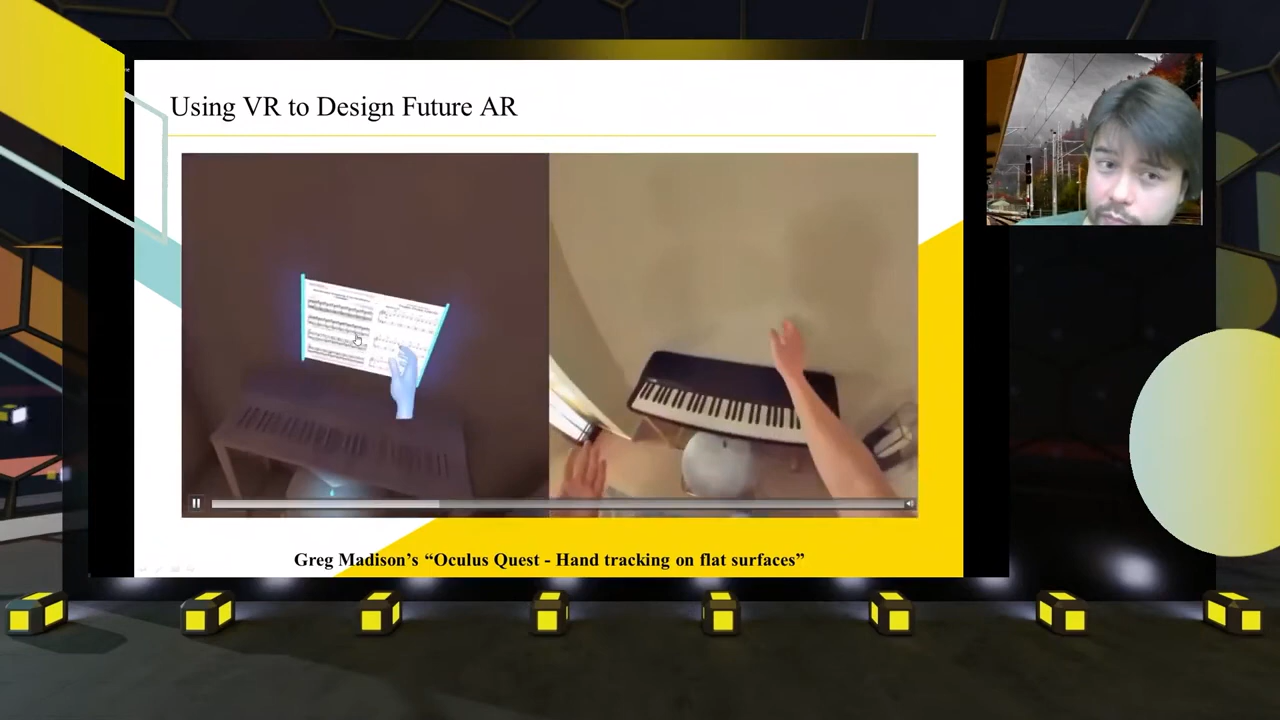 Using VR to Design Future AR
Greg Madison’s “Oculus Quest - Hand tracking on flat surfaces”